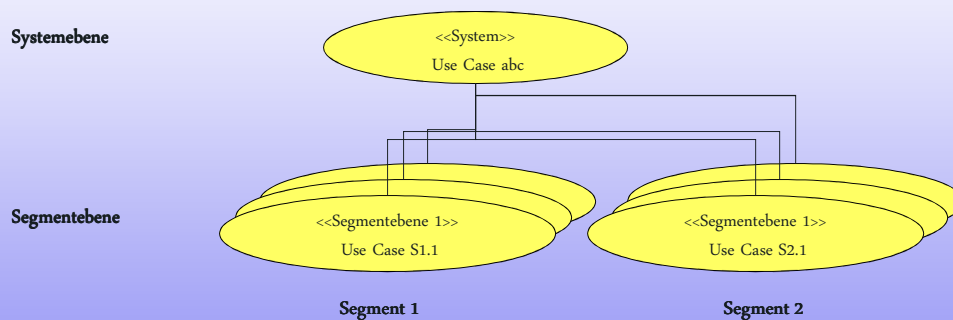 Systemebene
<<System>>
Use Case abc
Segmentebene
<<Segmentebene 1>>
Use Case S1.1
<<Segmentebene 1>>
Use Case S2.1
Segment 1
Segment 2